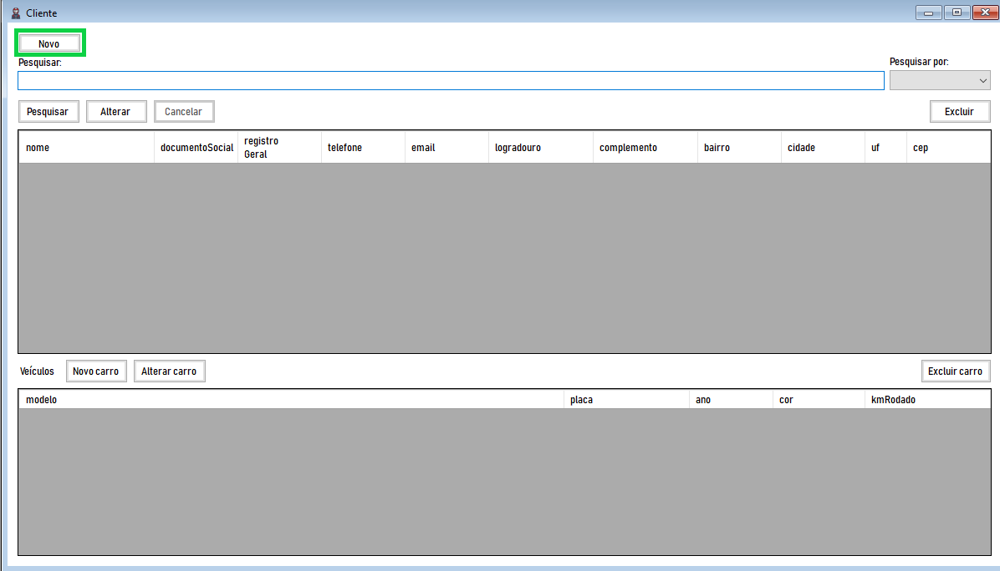 Cliente
Novo
Pesquisar:
Pesquisar por:
Pesquisar Alterar Cancelar Excluir
nome documentoSocial registro Geral telefone email logradouro complemento bairro cidade uf cep
Veículos Novo carro Alterar carro Excluir carro
modelo placa ano cor kmRodado